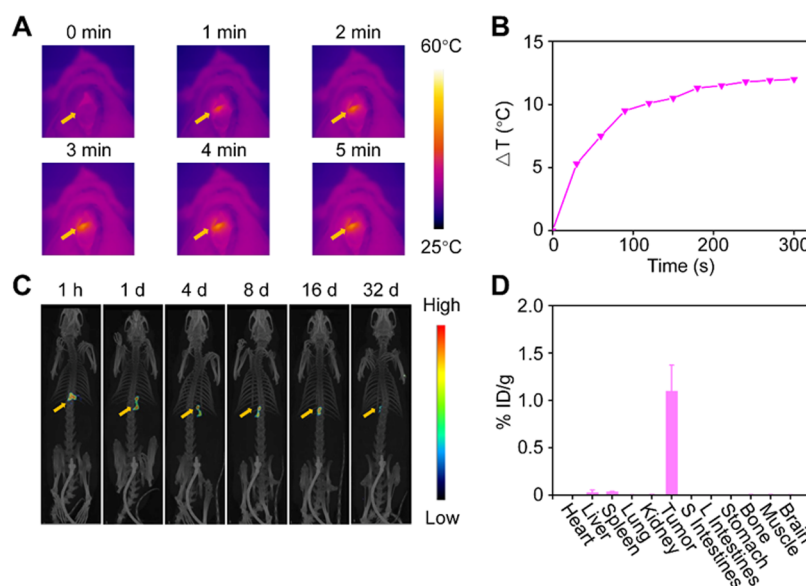 A
0 min 1 min 2 min
60°C
3 min 4 min 5 min
25°C
B
15
10
5
0
△T (°C)
0 100 200 300
Time (s)
C
1 h 1 d 4 d 8 d 16 d 32 d
High
Low
D
2.0
1.5
1.0
0.5
0
% ID/g
Heart
Liver
Spleen
Lung
Kidney
Tumor
S Intestines
L Intestines
Stomach
Bone
Muscle
Brain